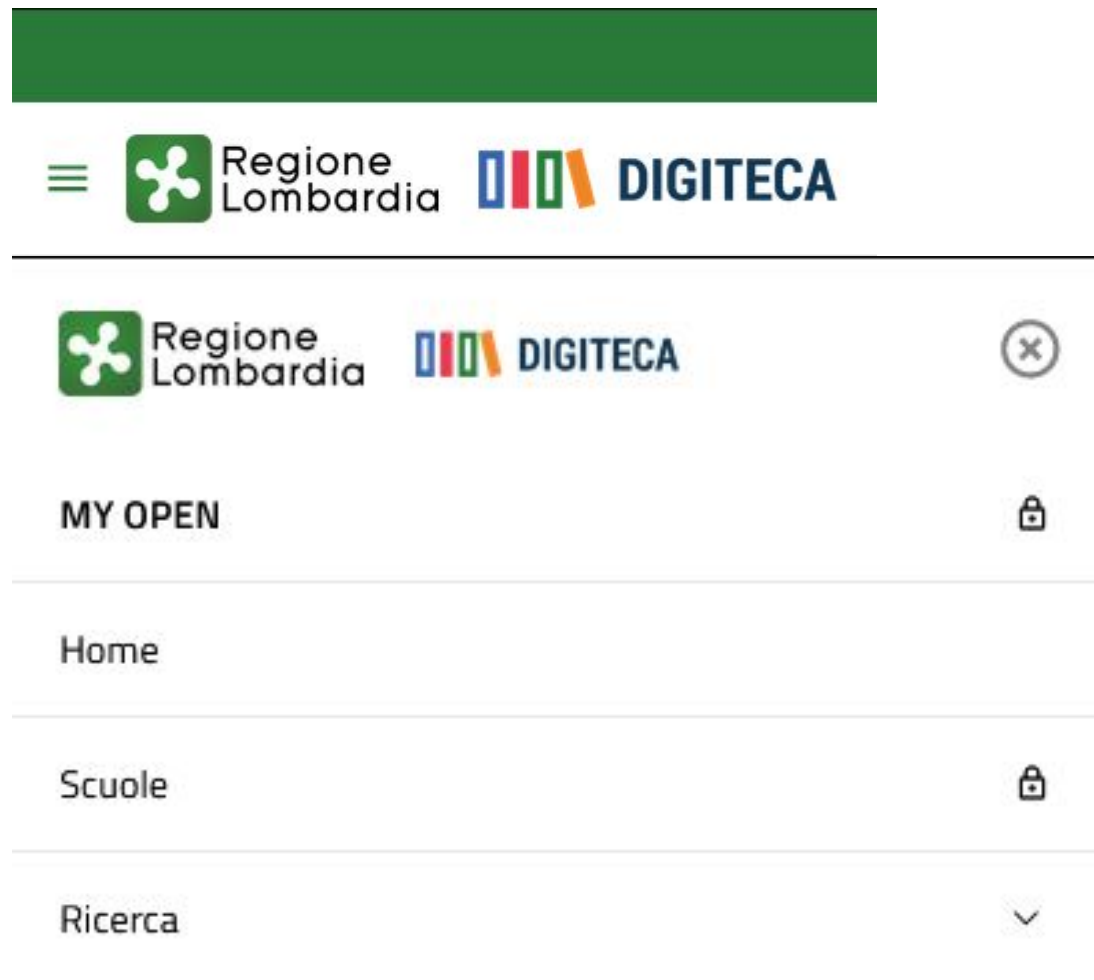 Regione
Lombardia
DIGITECA
Regione
Lombardia
DIGITECA
MY OPEN
Home
Scuole
Ricerca